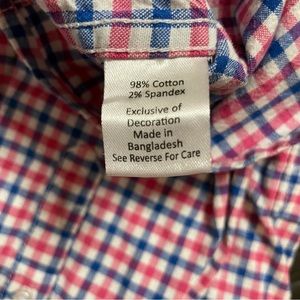 98% Cotton
2% Spandex
Exclusive of
Decoration
Made in
Bangladesh
See Reverse For Care